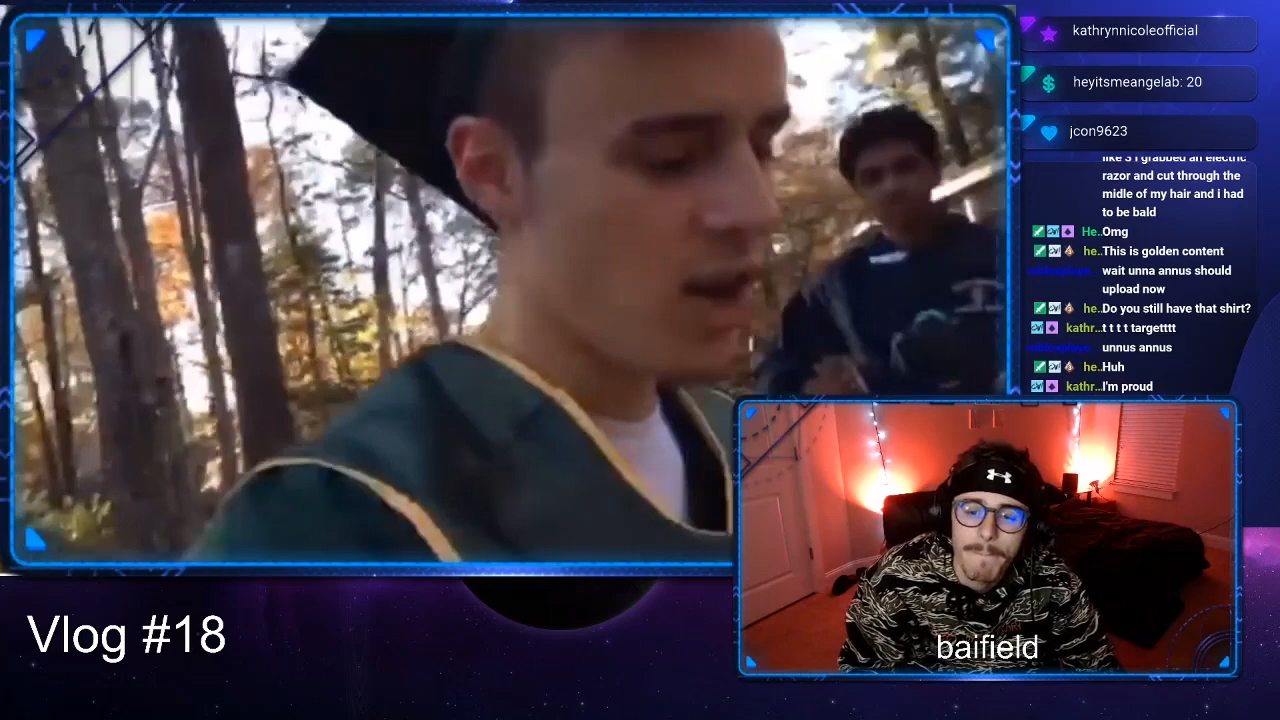 kathrynnicoleofficial
heyitsmeangelab: 20
jcon9623
like 3 i grabbed an electric
razor and cut through the
midle of my hair and i had
to be bald
He.. Omg
he.. This is golden content
wait unna annus should
upload now
he.. Do you still have that shirt?
kathr... t t t t targetttt
unnus annus
he.. Huh
kathr... I'm proud
Vlog #18
baifield